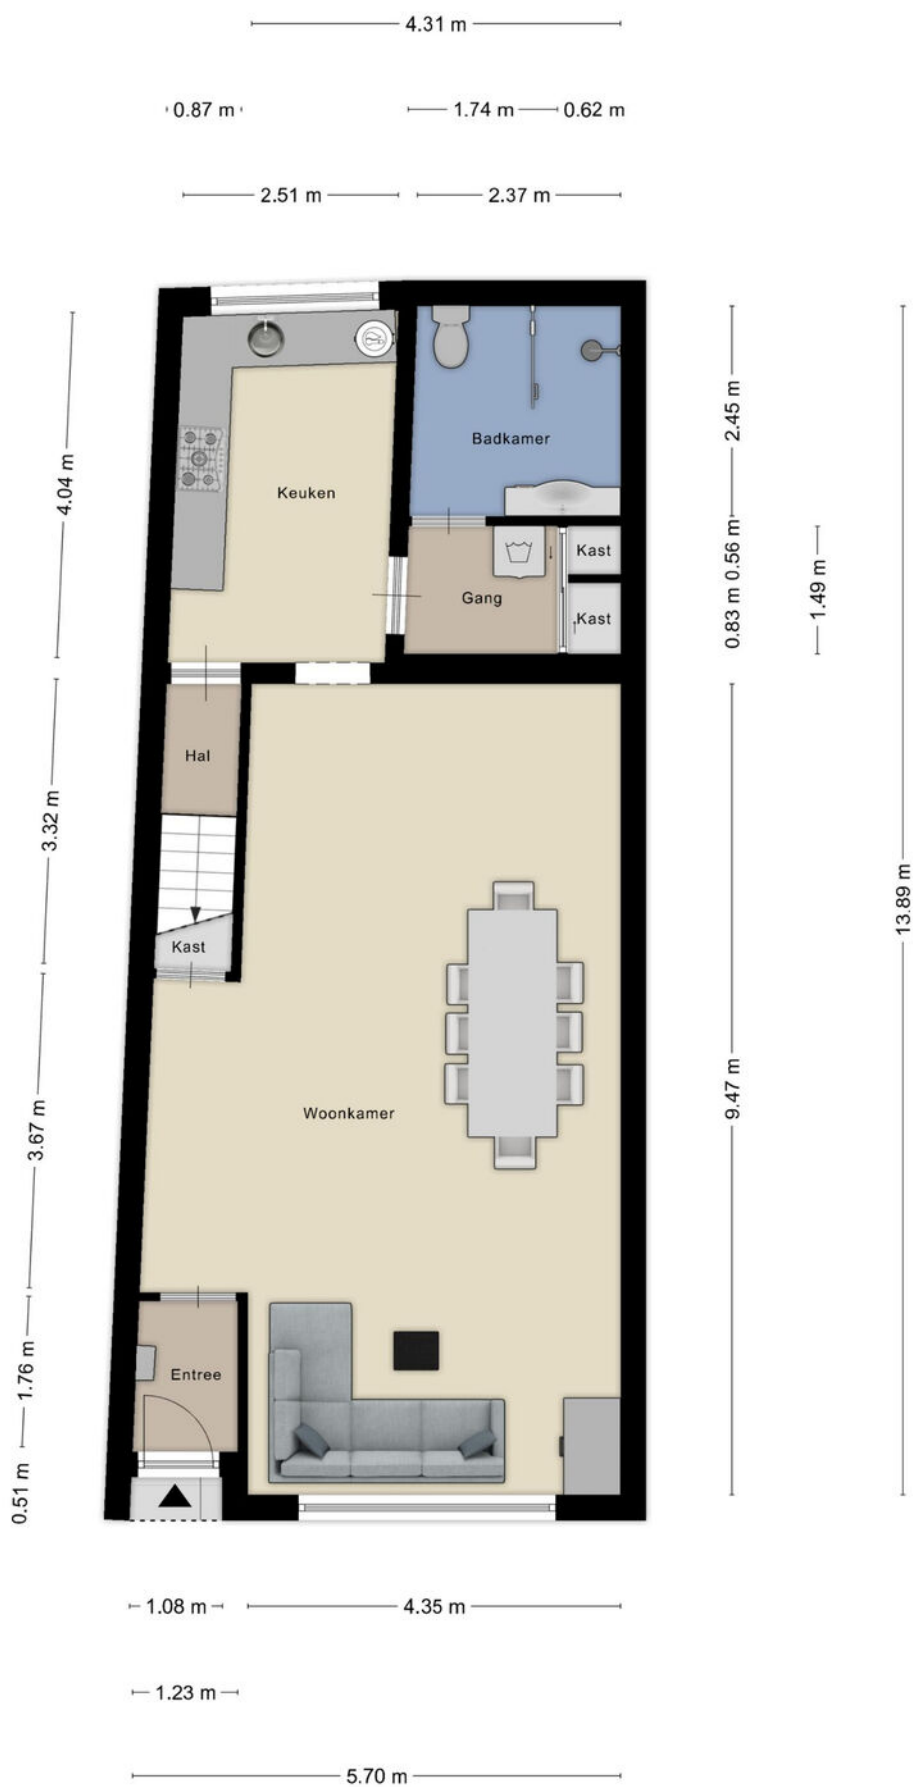 4.31 m
0.87 m
1.74 m
0.62 m
2.51 m
2.37 m
2.45 m
4.04 m
Badkamer
Keuken
0.56 m
Kast
1.49 m
Gang
0.83 m
Kast
Hal
3.32 m
13.89 m
Kast
9.47 m
Woonkamer
3.67 m
1.76 m
Entree
0.51 m
1.08 m
4.35 m
1.23 m
5.70 m